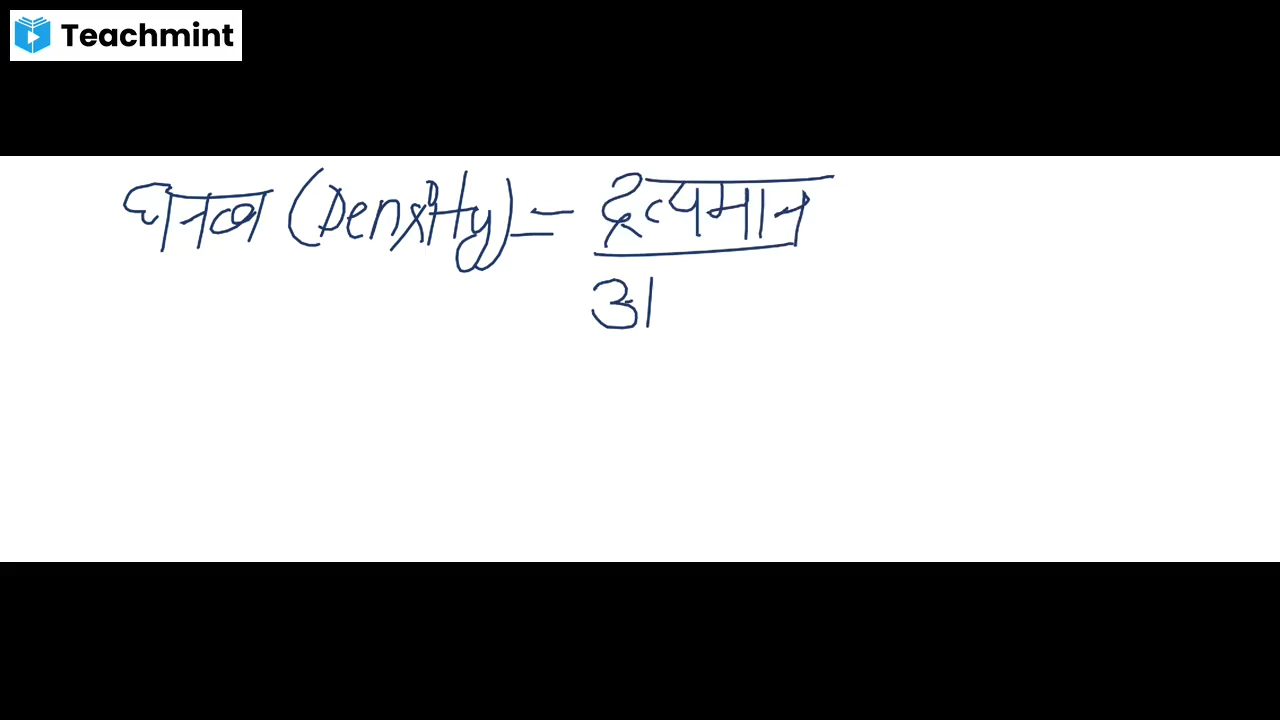 Teachmint
घनत्व (Density) = द्रव्यमान
अ